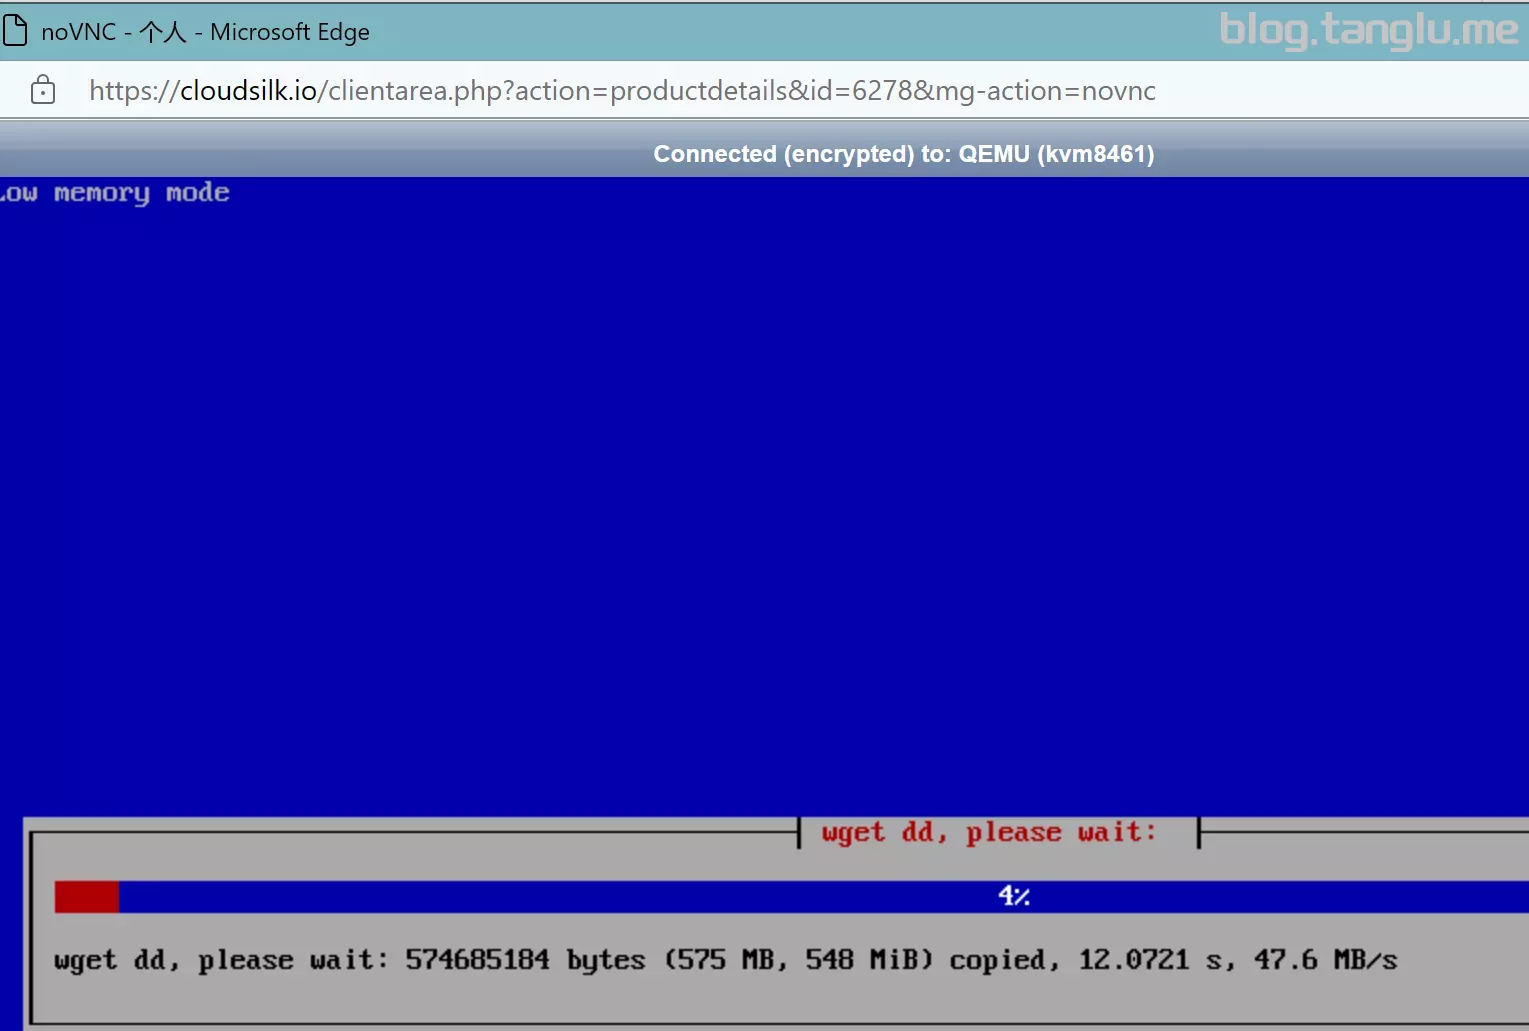 noVNC - 个人 - Microsoft Edge
blog.tanglu.me
https://cloudsilk.io/clientarea.php?action=productdetails&id=6278&mg-action=novnc
Connected (encrypted) to: QEMU (kvm8461)
Low memory mode
wget dd, please wait:
4%
wget dd, please wait: 574685184 bytes (575 MB, 548 MiB) copied, 12.0721 s, 47.6 MB/s